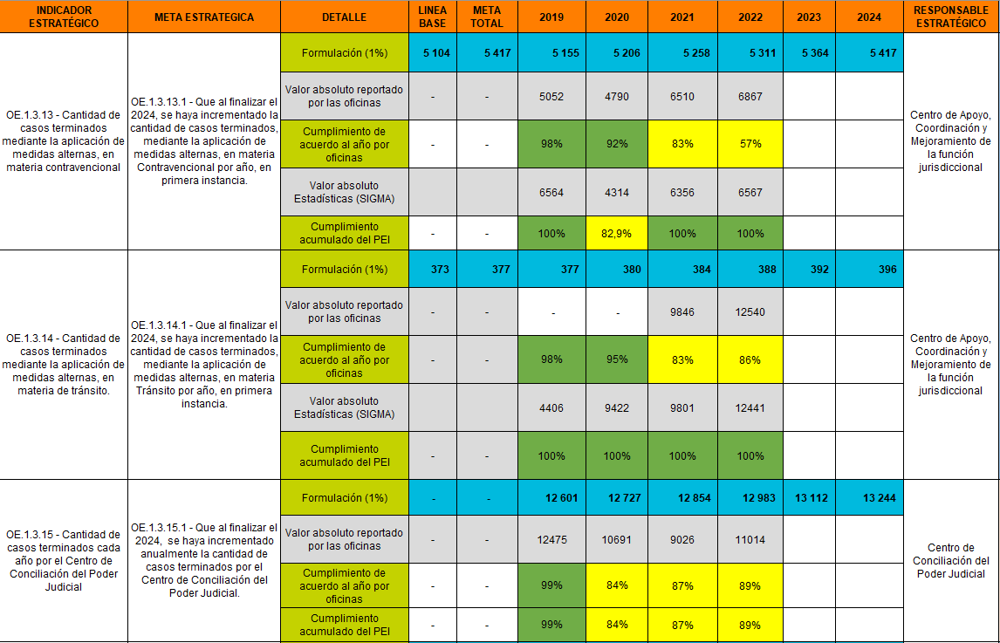 INDICADOR ESTRATÉGICO	META ESTRATEGICA	DETALLE	LINEA BASE	META TOTAL	2019	2020	2021	2022	2023	2024	RESPONSABLE ESTRATÉGICO
OE.1.3.13 - Cantidad de
casos terminados
mediante la aplicación de
medidas alternas, en
materia contravencional
OE.1.3.13.1 - Que al finalizar el
2024, se haya incrementado la
cantidad de casos terminados,
mediante la aplicación de
medidas alternas, en materia
Contravencional por año, en
primera instancia.
Formulación (1%)	5 104	5 417	5 155	5 206	5 258	5 311	5 364	5 417
Valor absoluto reportado por las oficinas	-	-	5052	4790	6510	6867
Cumplimiento de acuerdo al año por oficinas	-	-	98%	92%	83%	57%
Valor absoluto Estadísticas (SIGMA)	6564	4314	6356	6567
Cumplimiento acumulado del PEI	-	-	100%	82,9%	100%	100%
Centro de Apoyo,
Coordinación y
Mejoramiento de
la función
jurisdiccional
OE.1.3.14 - Cantidad de
casos terminados
mediante la aplicación de
medidas alternas, en
materia de tránsito.
OE.1.3.14.1 - Que al finalizar el
2024, se haya incrementado la
cantidad de casos terminados,
mediante la aplicación de
medidas alternas, en materia
Tránsito por año, en primera
instancia.
Formulación (1%)	373	377	377	380	384	388	392	396
Valor absoluto reportado por las oficinas	-	-	-	-	9846	12540
Cumplimiento de acuerdo al año por oficinas	-	-	98%	95%	83%	86%
Valor absoluto Estadísticas (SIGMA)	-	-	4406	9422	9801	12441
Cumplimiento acumulado del PEI	-	-	100%	100%	100%	100%
Centro de Apoyo,
Coordinación y
Mejoramiento de
la función
jurisdiccional
OE.1.3.15 - Cantidad de
casos terminados cada
año por el Centro de
Conciliación del Poder
Judicial
OE.1.3.15.1 - Que al finalizar el
2024, se haya incrementado
anualmente la cantidad de
casos terminados por el
Centro de Conciliación del
Poder Judicial.
Formulación (1%)	-	-	12 601	12 727	12 854	12 983	13 112	13 244
Valor absoluto reportado por las oficinas	-	-	12475	10691	9026	11014
Cumplimiento de acuerdo al año por oficinas	-	-	99%	84%	87%	89%
Cumplimiento acumulado del PEI	-	-	99%	84%	87%	89%
Centro de
Conciliación del
Poder Judicial